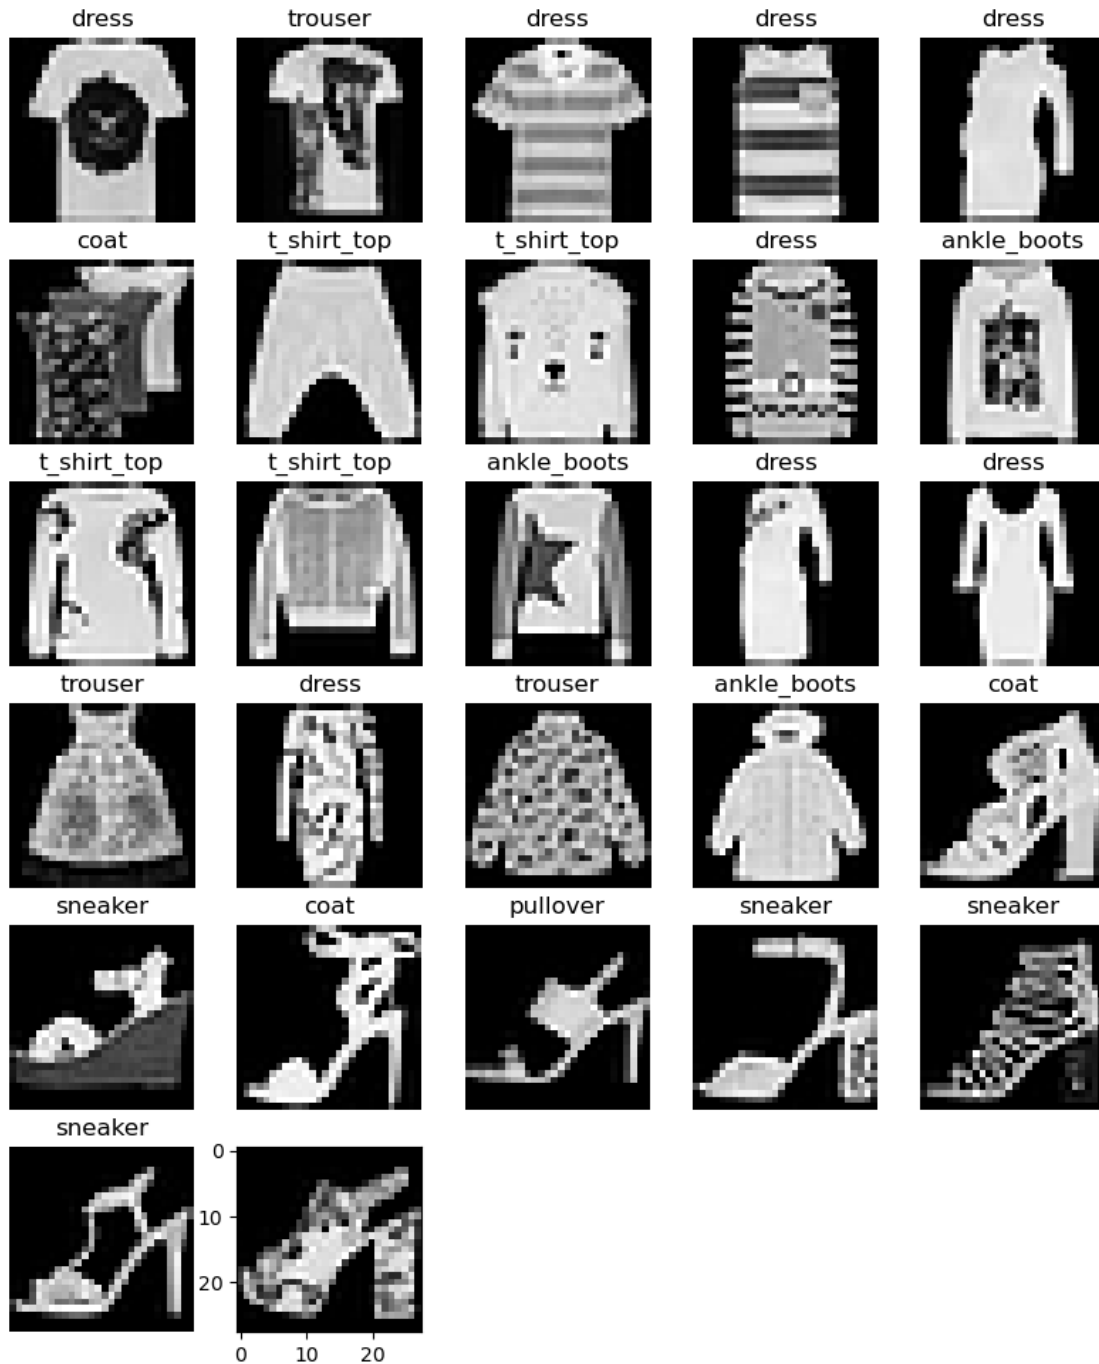 dress trouser dress dress dress
coat t_shirt_top t_shirt_top dress ankle_boots
t_shirt_top t_shirt_top ankle_boots dress dress
trouser dress trouser ankle_boots coat
sneaker coat pullover sneaker sneaker
sneaker
0
10
20
0 10 20